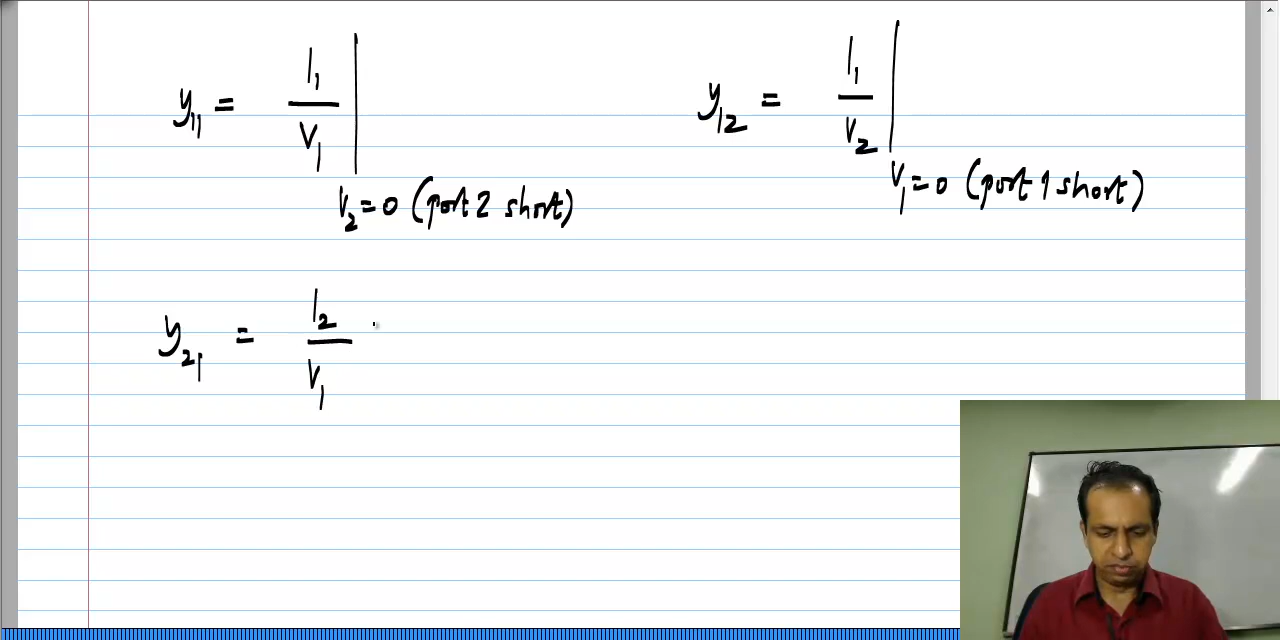 y₁₁ = I₁/V₁ | V₂ = 0 (port 2 short)
y₁₂ = I₁/V₂ | V₁ = 0 (port 1 short)
y₂₁ = I₂/V₁